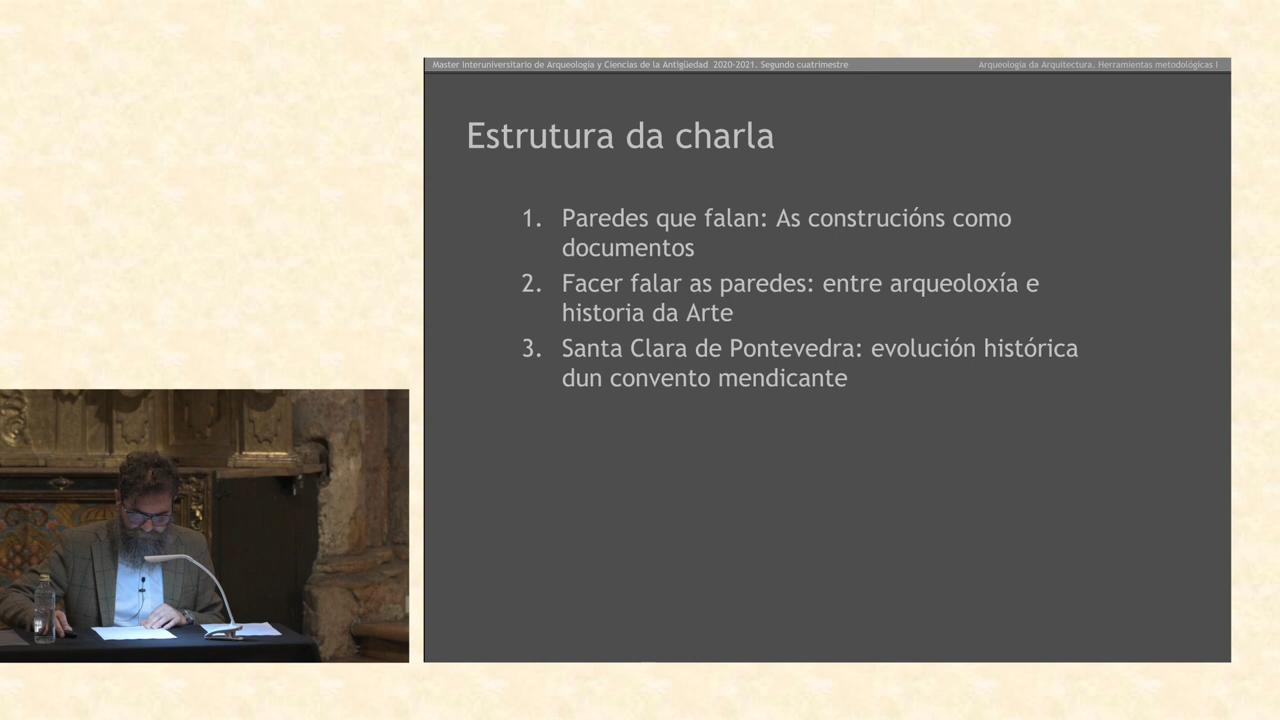 Master Interuniversitario de Arqueología y Ciencias de la Antigüedad 2020-2021. Segundo cuatrimestre
Arqueología da Arquitectura. Herramientas metodológicas I
Estrutura da charla
1. Paredes que falan: As construcións como
documentos
2. Facer falar as paredes: entre arqueoloxía e
historia da Arte
3. Santa Clara de Pontevedra: evolución histórica
dun convento mendicante